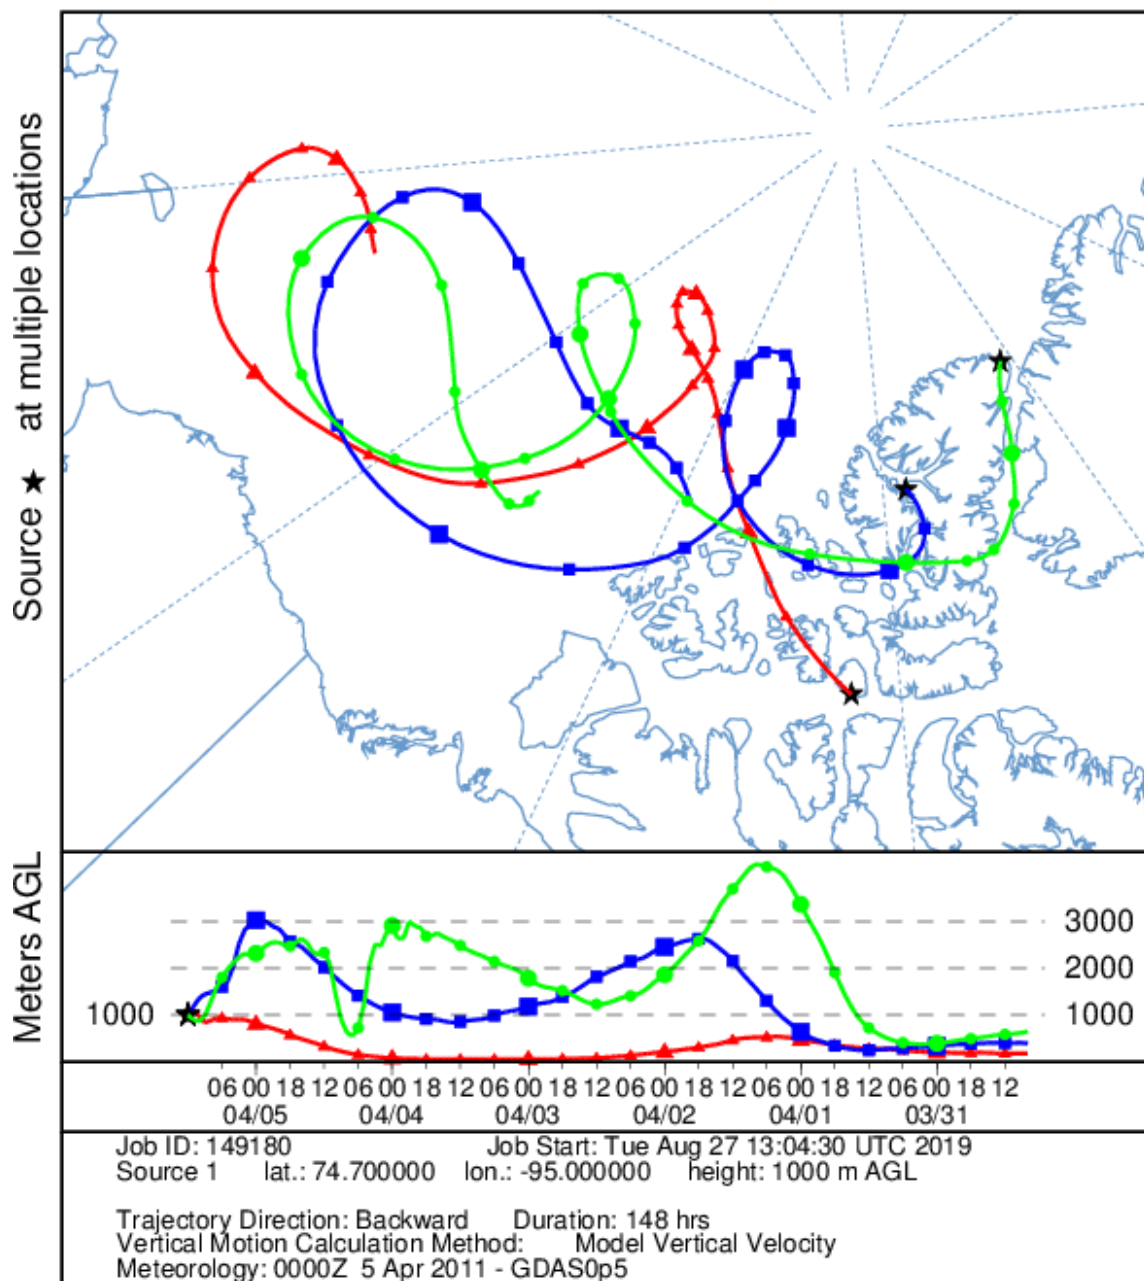 Source ★ at multiple locations
Meters AGL
3000
2000
1000 1000
06 00 18 12 06 00 18 12 06 00 18 12 06 00 18 12 06 00 18 12 06 00 18 12
04/05 04/04 04/03 04/02 04/01 03/31
Job ID: 149180 Job Start: Tue Aug 27 13:04:30 UTC 2019
Source 1 lat.: 74.700000 lon.: -95.000000 height: 1000 m AGL
Trajectory Direction: Backward Duration: 148 hrs
Vertical Motion Calculation Method: Model Vertical Velocity
Meteorology: 0000Z 5 Apr 2011 - GDAS0p5